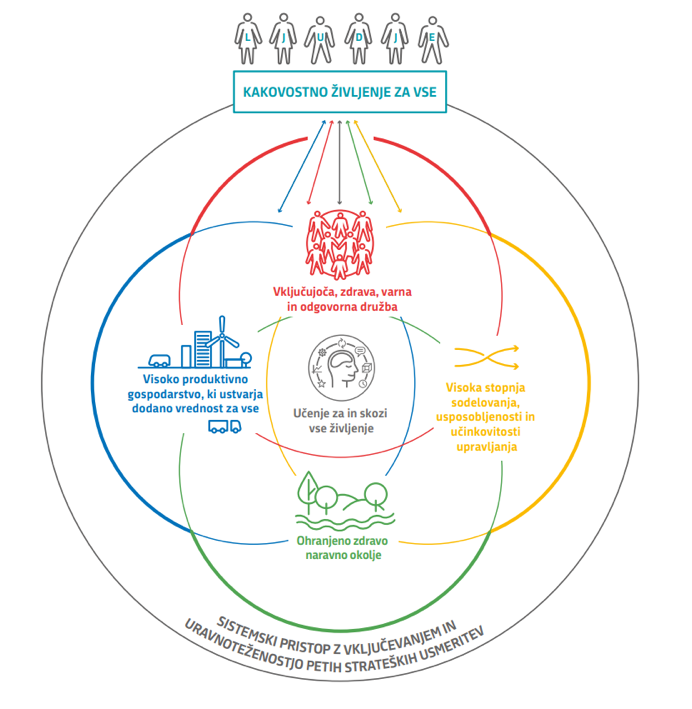 L J U D J E
KAKOVOSTNO ŽIVLJENJE ZA VSE
Vključujoča, zdrava, varna
in odgovorna družba
Visoko produktivno
gospodarstvo, ki ustvarja
dodano vrednost za vse
Učenje za in skozi
vse življenje
Visoka stopnja
sodelovanja,
usposobljenosti in
učinkovitosti
upravljanja
Ohranjeno zdravo
naravno okolje
SISTEMSKI PRISTOP Z VKLJUČEVANJEM IN
URAVNOTEŽENOSTJO PETIH STRATEŠKIH USMERITEV